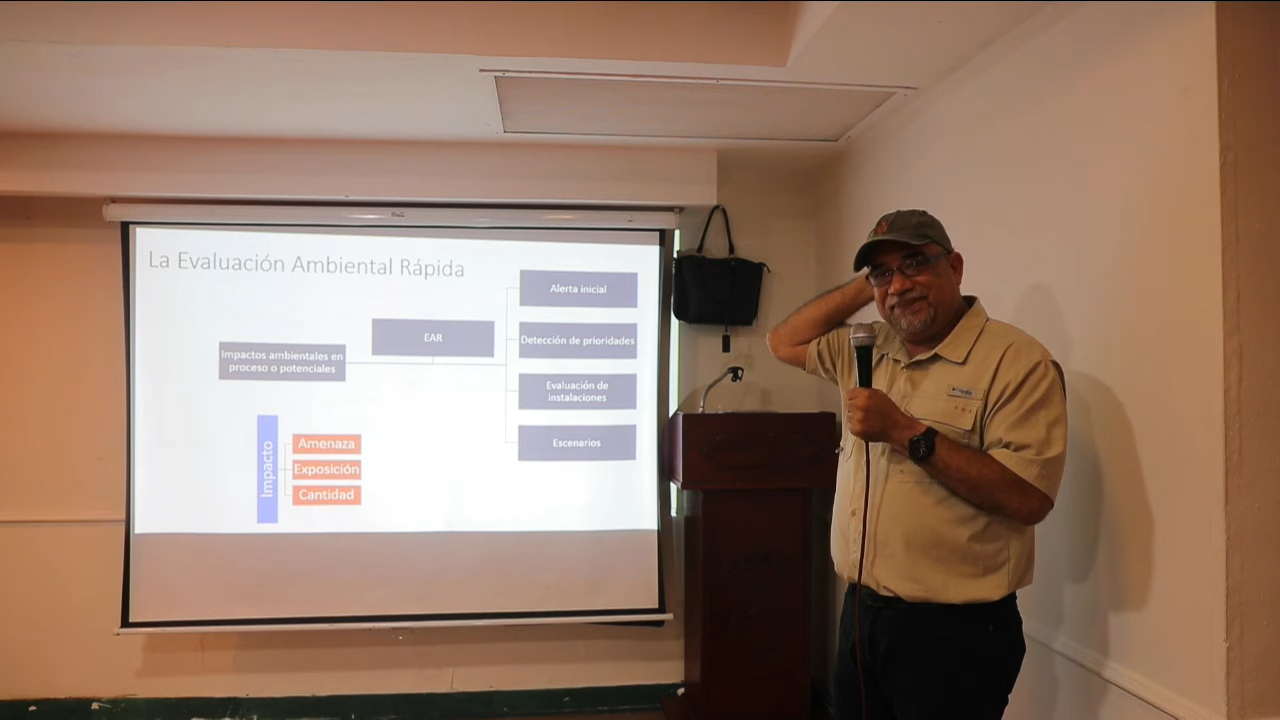 La Evaluación Ambiental Rápida
Alerta inicial
EAR
Detección de prioridades
Impactos ambientales en
proceso o potenciales
Evaluación de
instalaciones
Escenarios
Impacto
Amenaza
Exposición
Cantidad
Columbia